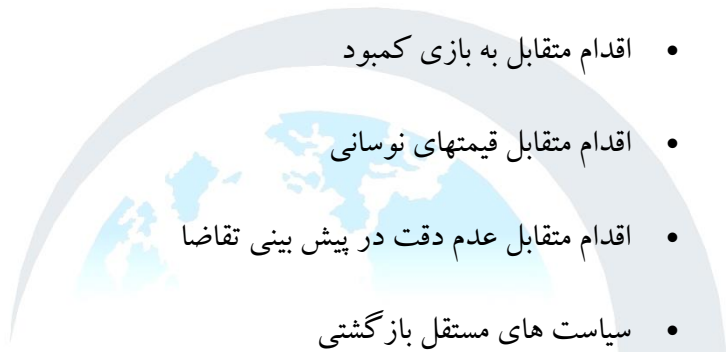 • اقدام متقابل به بازی کمبود
• اقدام متقابل قیمتهای نوسانی
• اقدام متقابل عدم دقت در پیش بینی تقاضا
• سیاست های مستقل بازگشتی